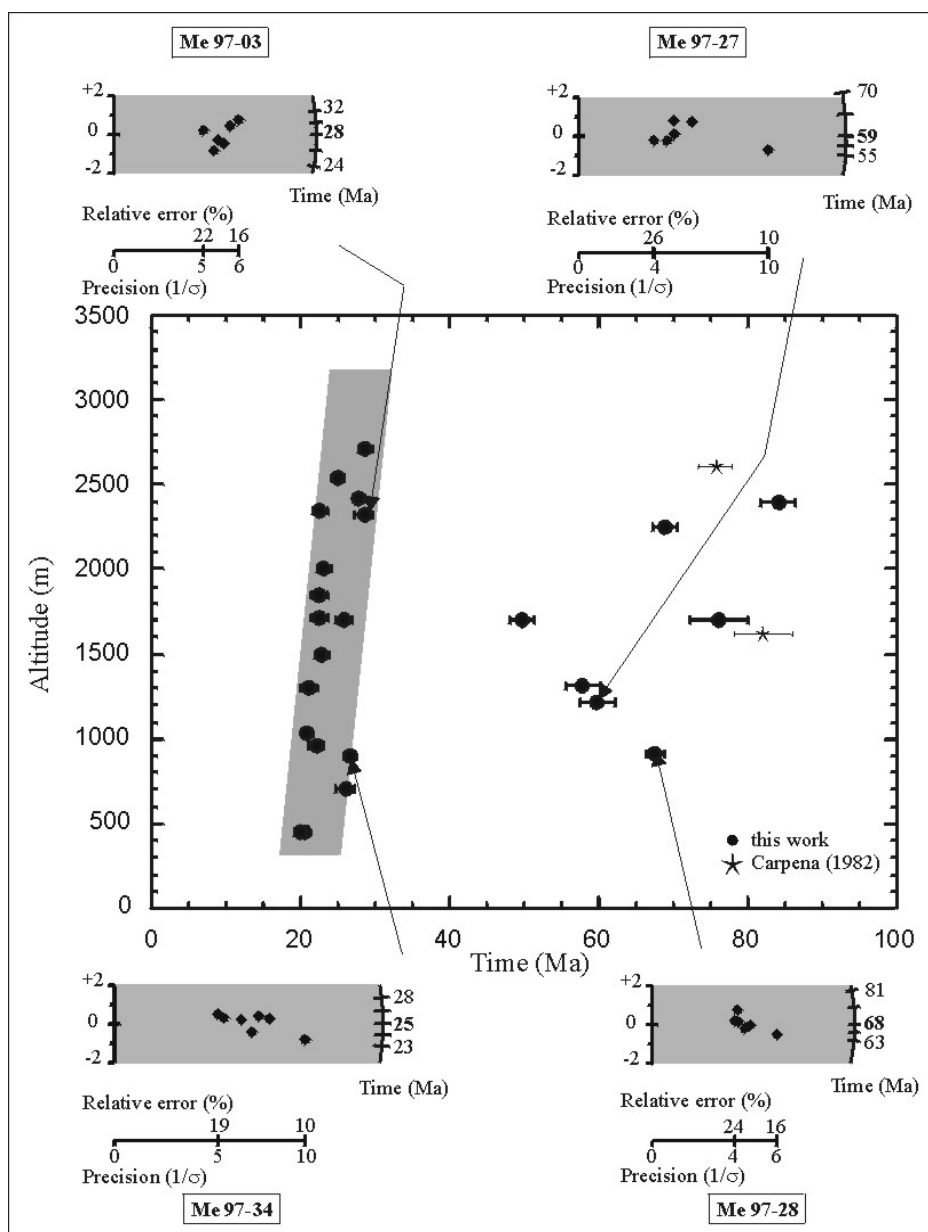 Me 97-03
Me 97-27
+2
0
-2
32
28
24
Time (Ma)
Relative error (%)
22 16
0 5 6
Precision (1/σ)
+2
0
-2
70
59
55
Time (Ma)
Relative error (%)
26 10
0 4 10
Precision (1/σ)
3500
3000
2500
2000
1500
1000
500
0
Altitude (m)
this work
Carpena (1982)
0 20 40 60 80 100
Time (Ma)
+2
0
-2
28
25
23
Time (Ma)
Relative error (%)
19 10
0 5 10
Precision (1/σ)
Me 97-34
+2
0
-2
81
68
63
Time (Ma)
Relative error (%)
24 16
0 4 6
Precision (1/σ)
Me 97-28